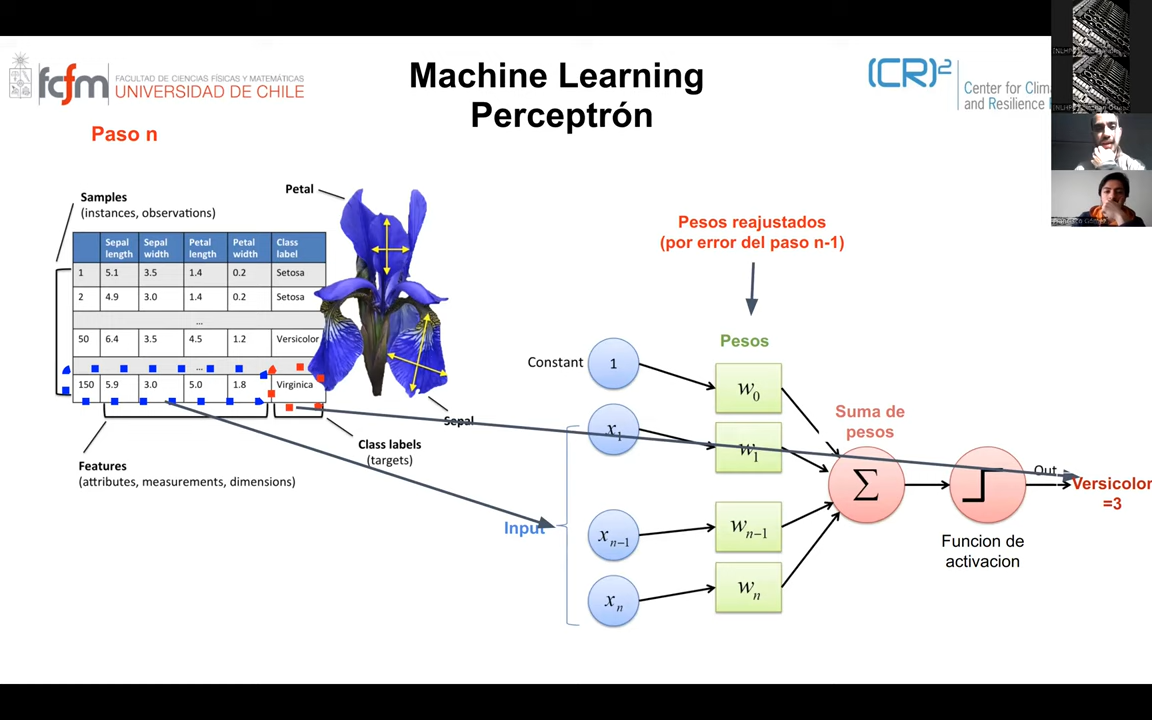 Machine Learning
Perceptrón
fcfm
FACULTAD DE CIENCIAS FÍSICAS Y MATEMÁTICAS
UNIVERSIDAD DE CHILE
(CR)2
Center for Clim
and Resilience
Paso n
Samples
(instances, observations)
Petal
Sepal length Sepal width Petal length Petal width Class label
1 5.1 3.5 1.4 0.2 Setosa
2 4.9 3.0 1.4 0.2 Setosa
...
50 6.4 3.5 4.5 1.2 Versicolor
...
150 5.9 3.0 5.0 1.8 Virginica
Sepal
Class labels
(targets)
Features
(attributes, measurements, dimensions)
Pesos reajustados
(por error del paso n-1)
Pesos
Constant
1
w0
x1
w1
Suma de
pesos
Σ
Out
Versicolor
=3
Input
xn−1
wn−1
Funcion de
activacion
xn
wn